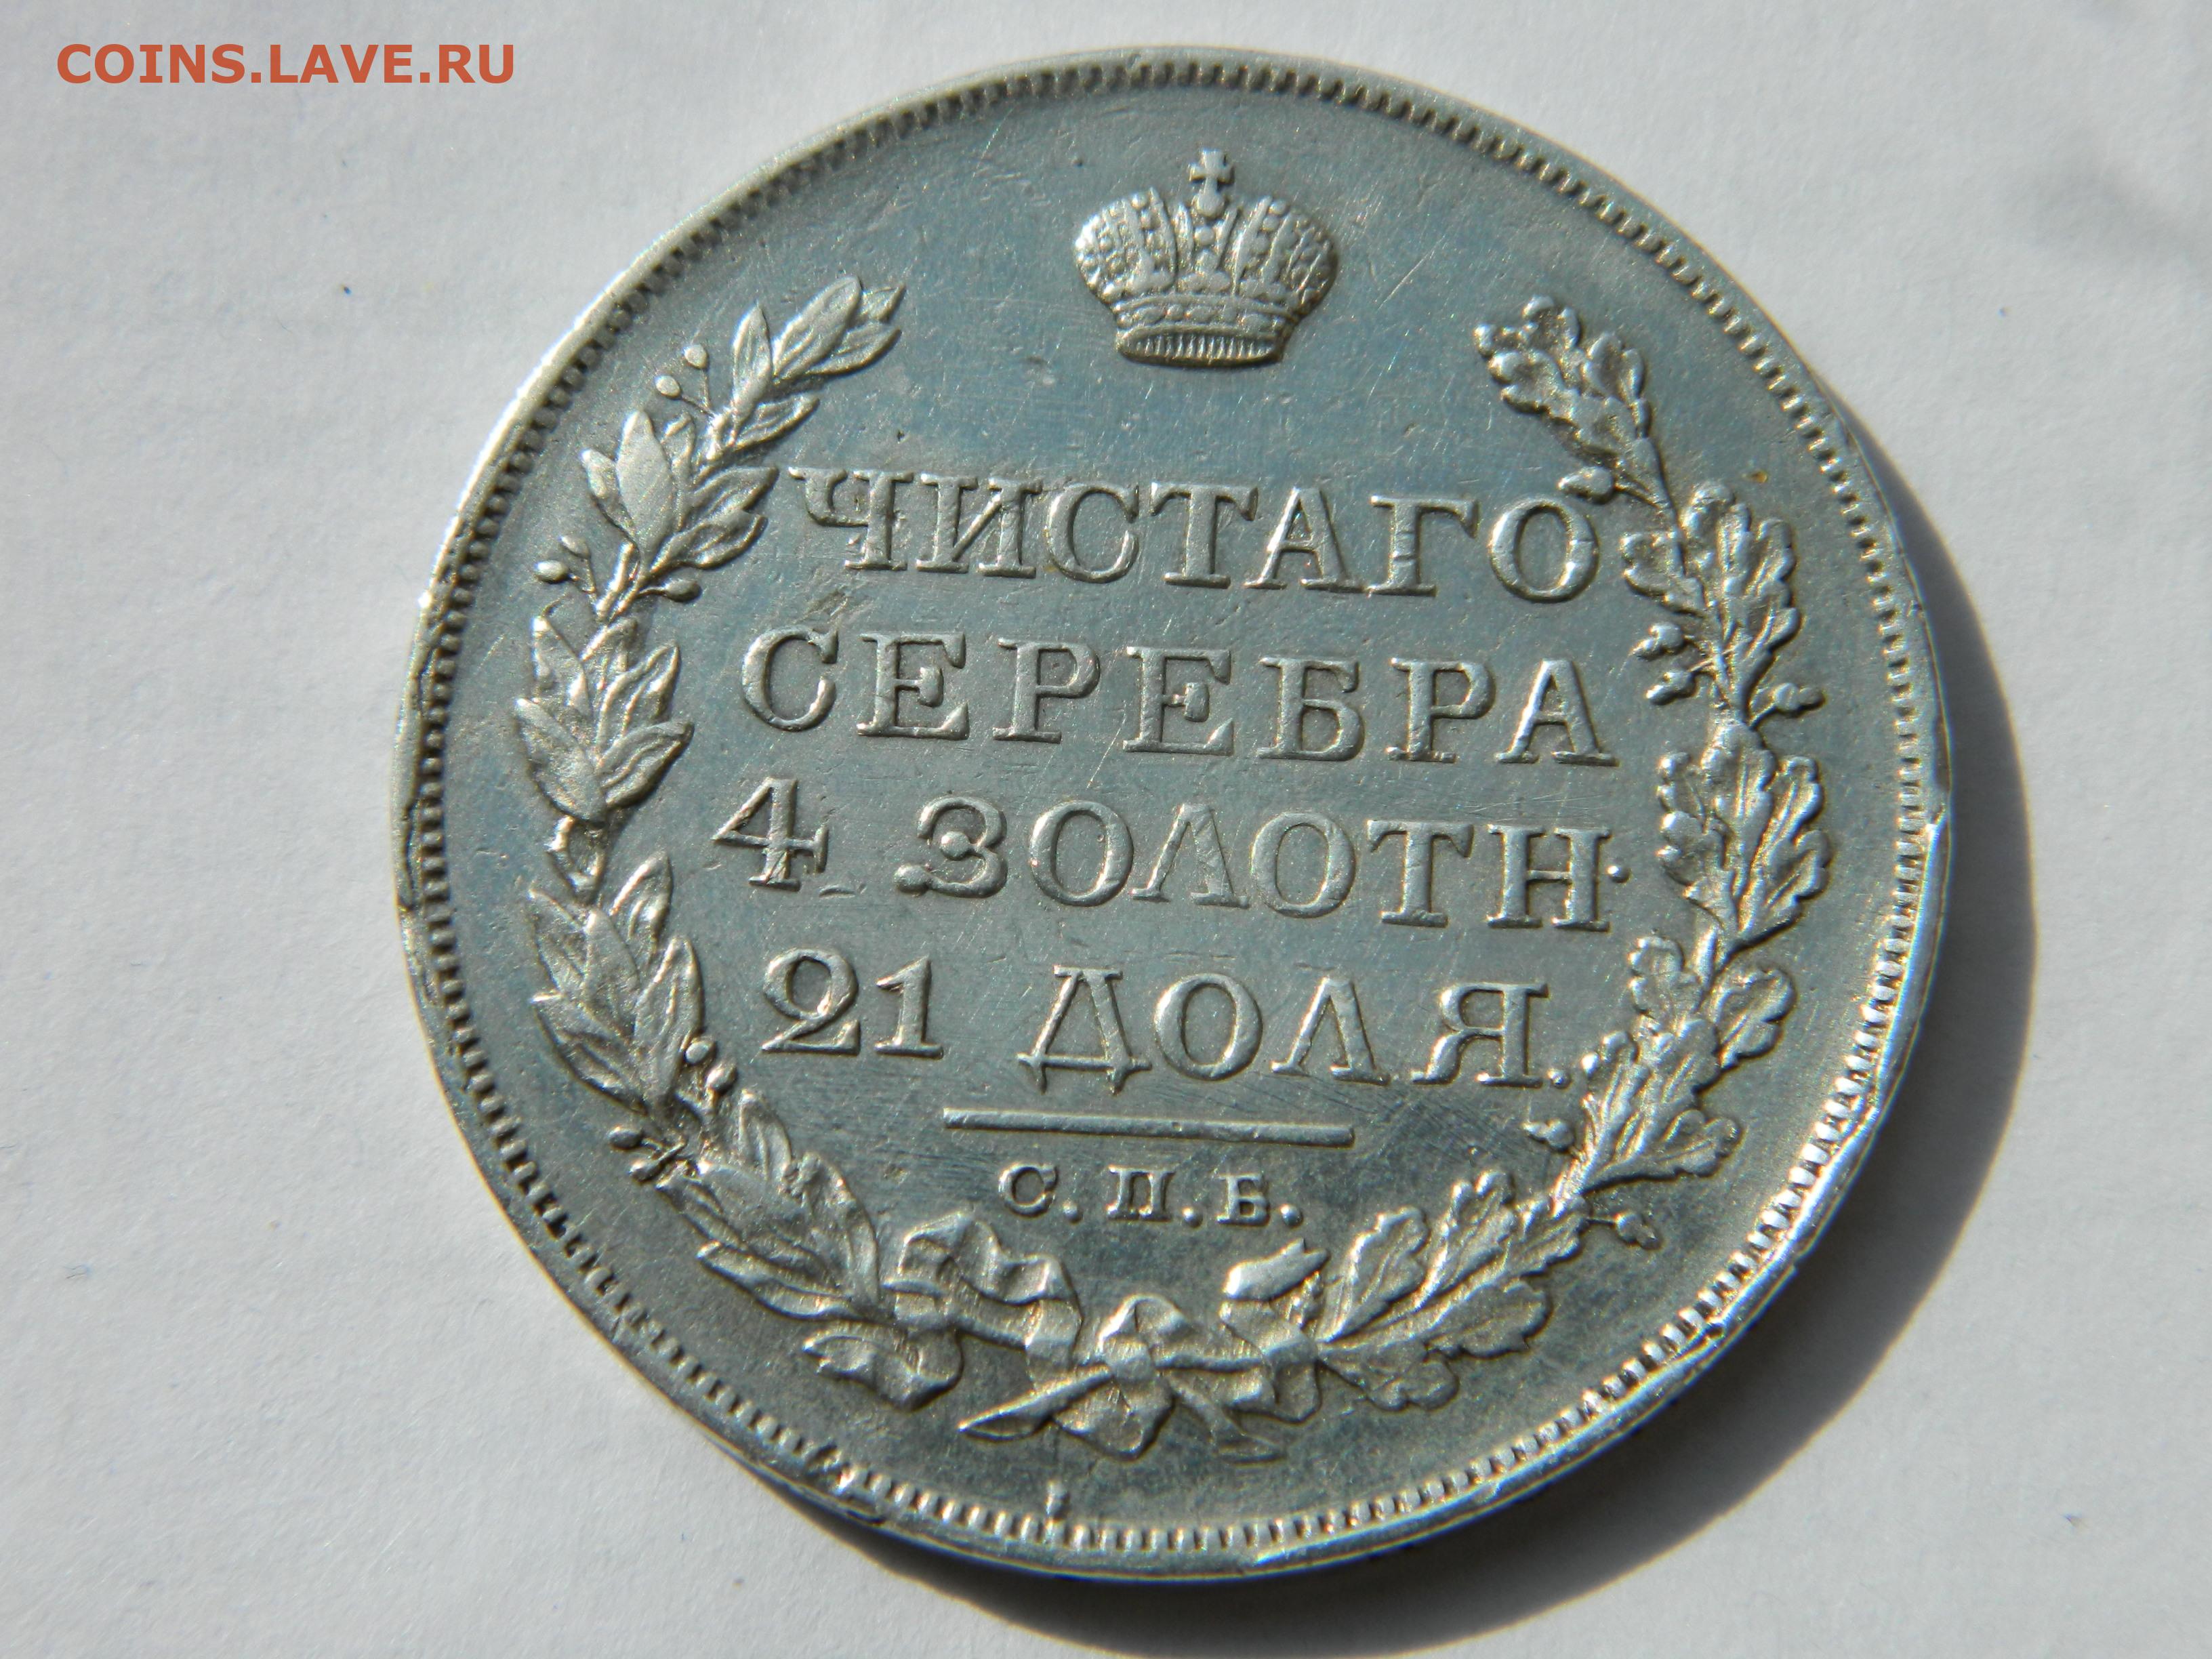 COINS.LAVE.RU
ЧИСТАГО
СЕРЕБРА
4 ЗОЛОТН.
21 ДОЛЯ.
С.П.Б.